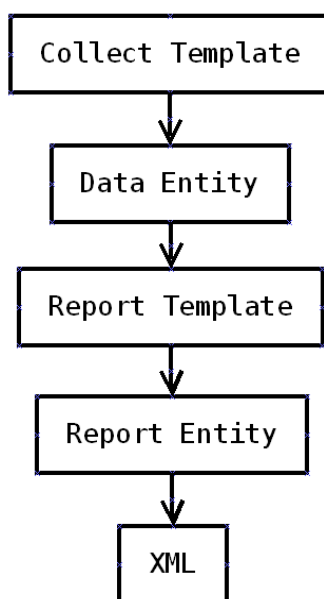 Collect Template
Data Entity
Report Template
Report Entity
XML